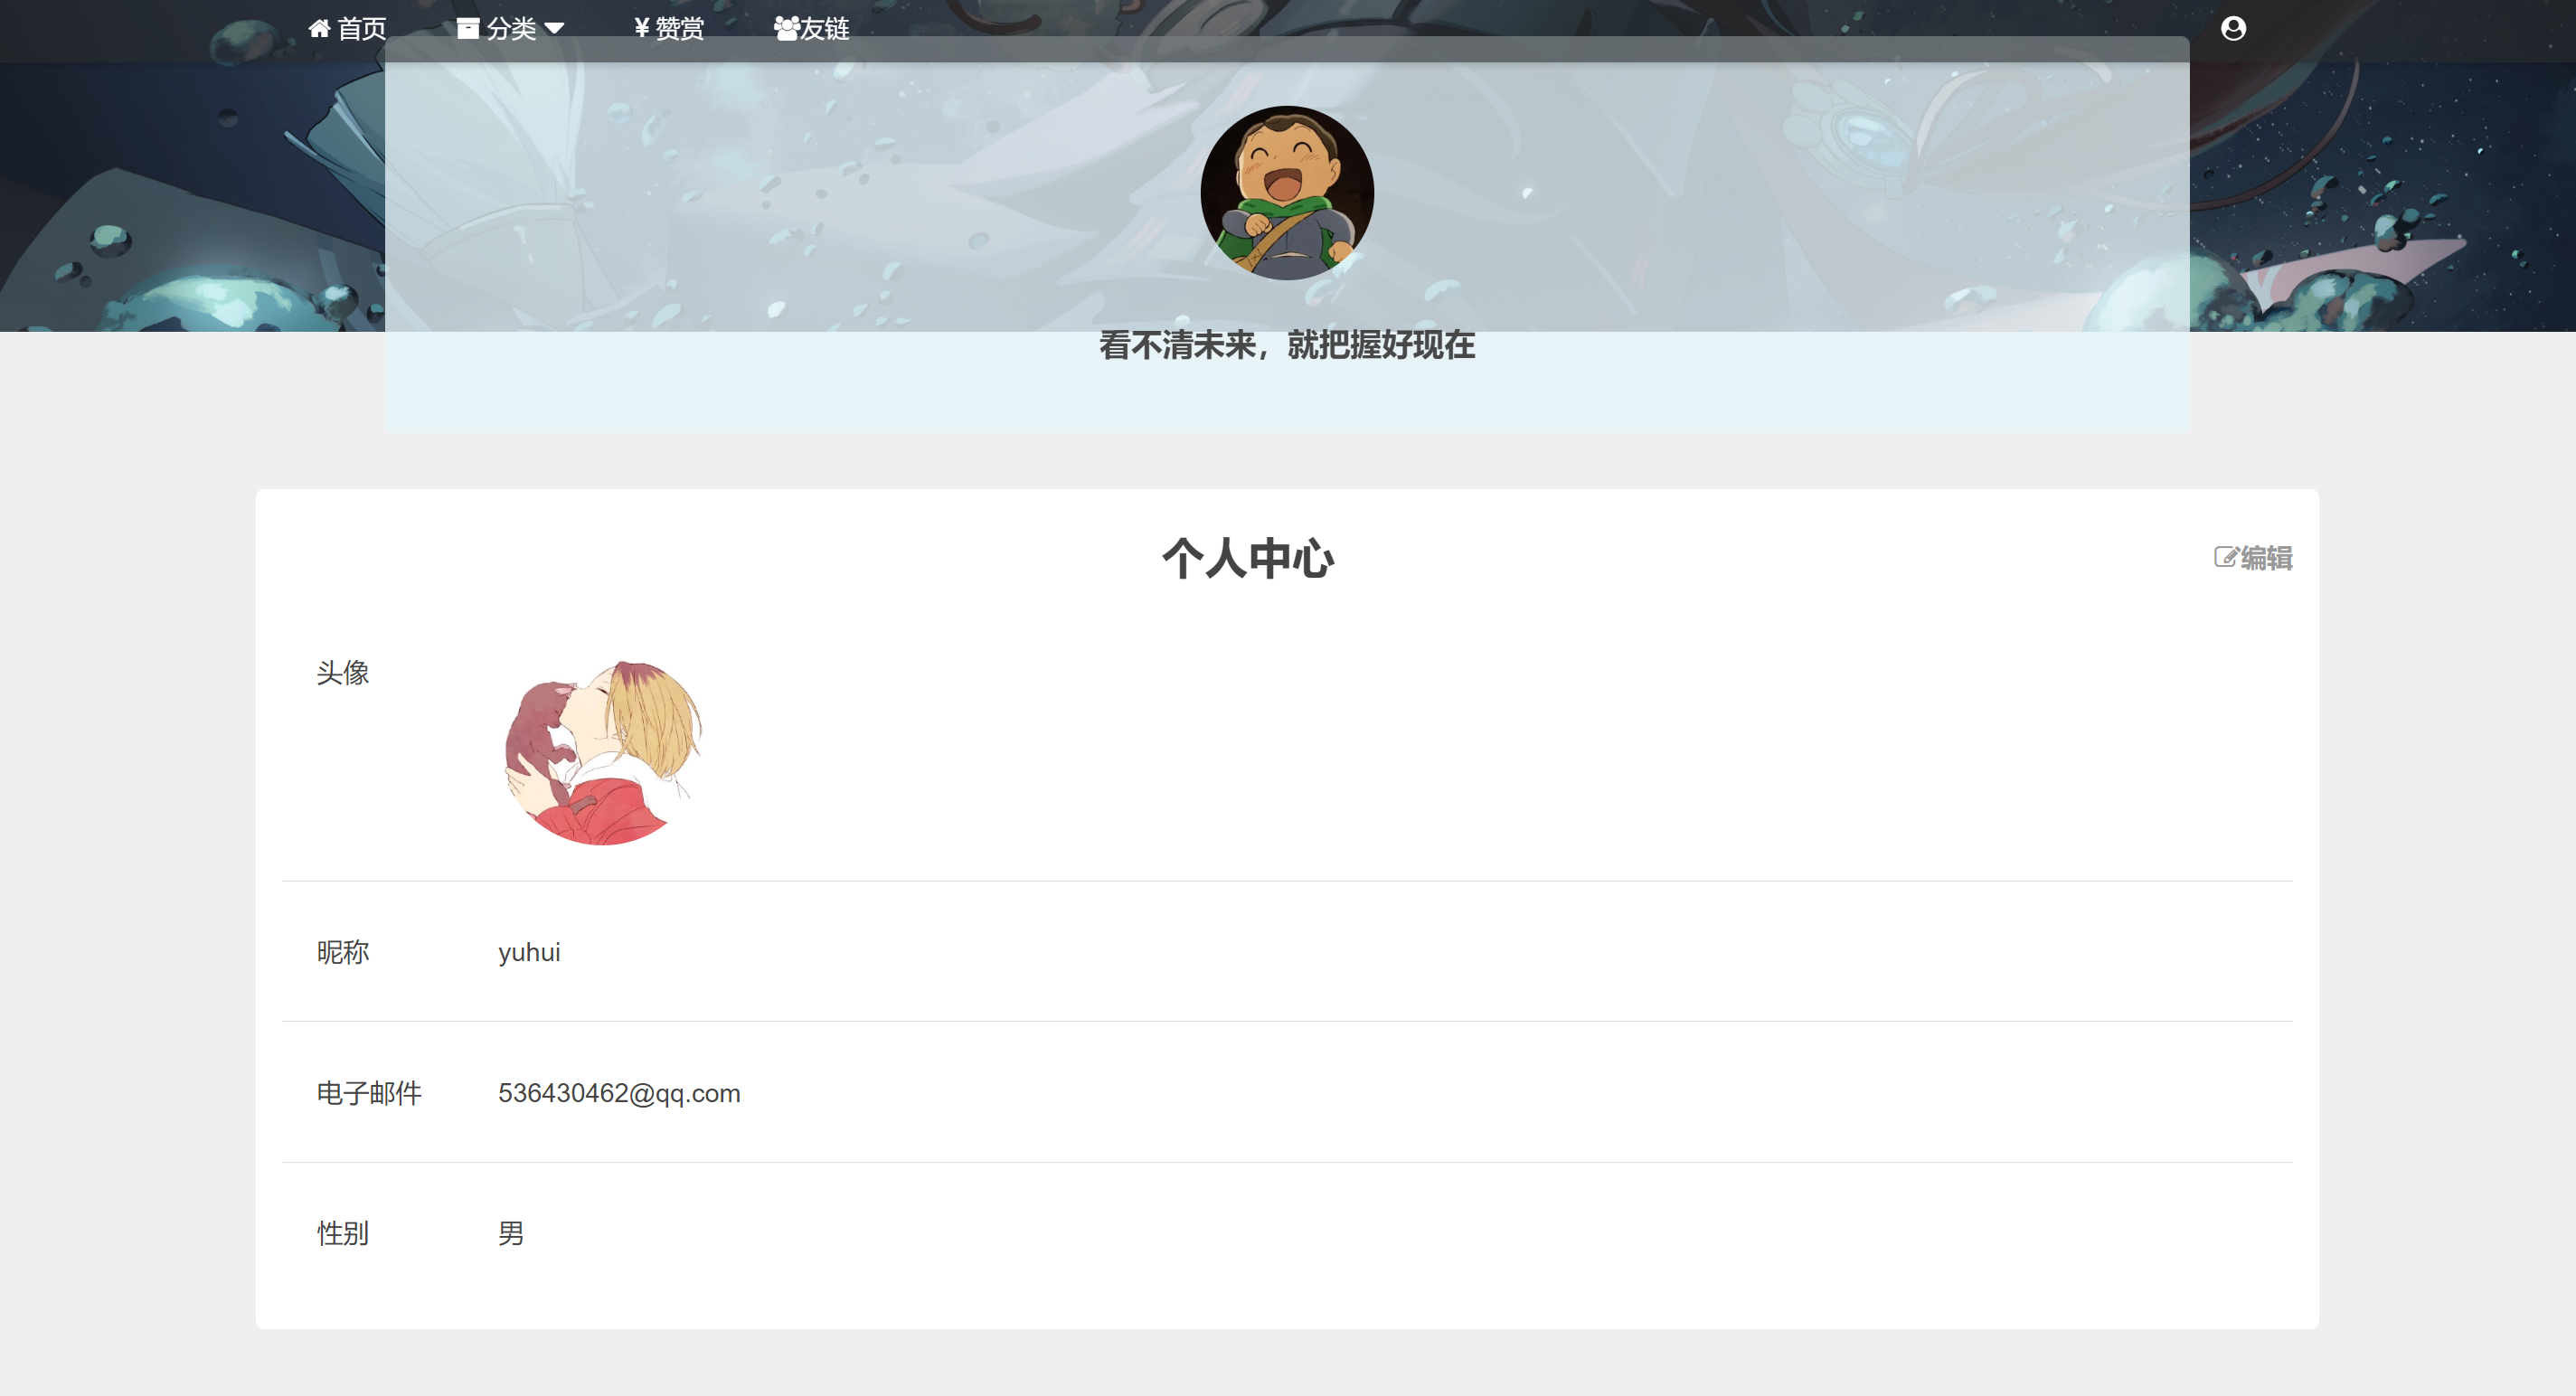 首页 分类 ¥ 赞赏 友链
看不清未来，就把握好现在
个人中心
编辑
头像
昵称 yuhui
电子邮件 536430462@qq.com
性别 男